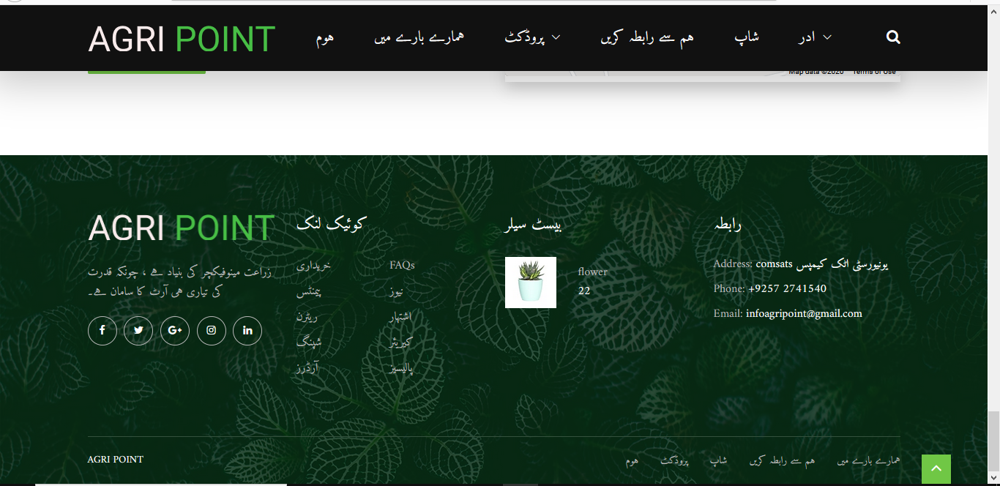 AGRI POINT
ہوم
ہمارے بارے میں
پروڈکٹ
ہم سے رابطہ کریں
شاپ
ادر
Map data ©2020 Terms of Use
AGRI POINT
زراعت مینوفیکچر کی بنیاد ہے ، چونکہ قدرت
کی تیاری ہی آرٹ کا سامان ہے۔
کوئیک لنک
خریداری
پیمنٹس
ریٹرن
شپنگ
آرڈرز
FAQs
نیوز
اشتہار
کیریئر
پالیسیز
بیسٹ سیلر
flower
22
رابطہ
Address: comsats یونیورسٹی اٹک کیمپس
Phone: +9257 2741540
Email: infoagripoint@gmail.com
AGRI POINT
ہوم
پروڈکٹ
شاپ
ہم سے رابطہ کریں
ہمارے بارے میں